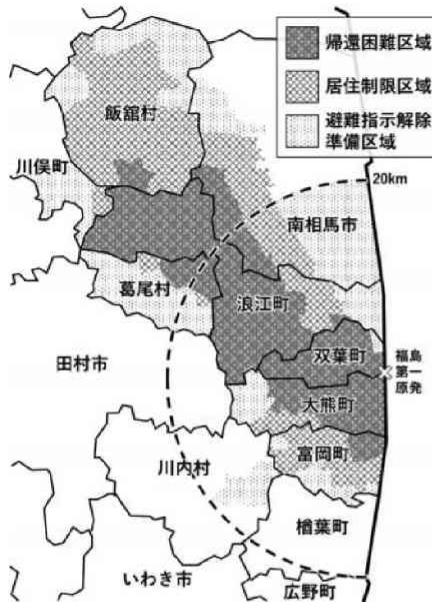 帰還困難区域
居住制限区域
避難指示解除
準備区域
飯舘村
川俣町
20km
南相馬市
葛尾村
浪江町
田村市
双葉町
福島
第一
原発
大熊町
富岡町
川内村
楢葉町
いわき市
広野町